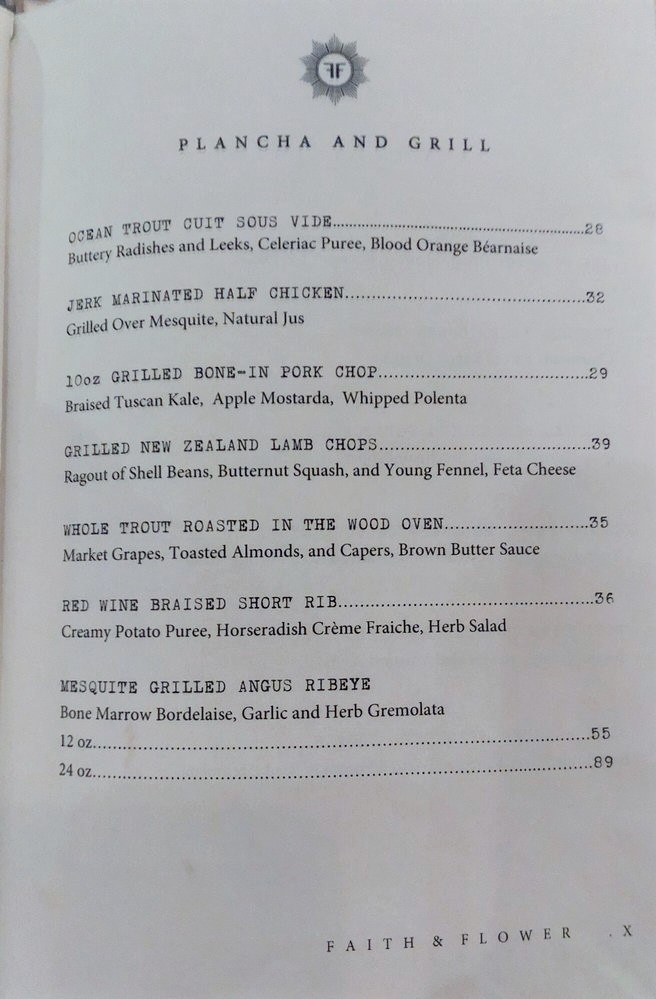 FF
PLANCHA AND GRILL
OCEAN TROUT CUIT SOUS VIDE..........28
Buttery Radishes and Leeks, Celeriac Puree, Blood Orange Béarnaise
JERK MARINATED HALF CHICKEN..........32
Grilled Over Mesquite, Natural Jus
10oz GRILLED BONE-IN PORK CHOP..........29
Braised Tuscan Kale, Apple Mostarda, Whipped Polenta
GRILLED NEW ZEALAND LAMB CHOPS..........39
Ragout of Shell Beans, Butternut Squash, and Young Fennel, Feta Cheese
WHOLE TROUT ROASTED IN THE WOOD OVEN..........35
Market Grapes, Toasted Almonds, and Capers, Brown Butter Sauce
RED WINE BRAISED SHORT RIB..........36
Creamy Potato Puree, Horseradish Crème Fraiche, Herb Salad
MESQUITE GRILLED ANGUS RIBEYE
Bone Marrow Bordelaise, Garlic and Herb Gremolata
12 oz..........55
24 oz..........89
FAITH & FLOWER .X